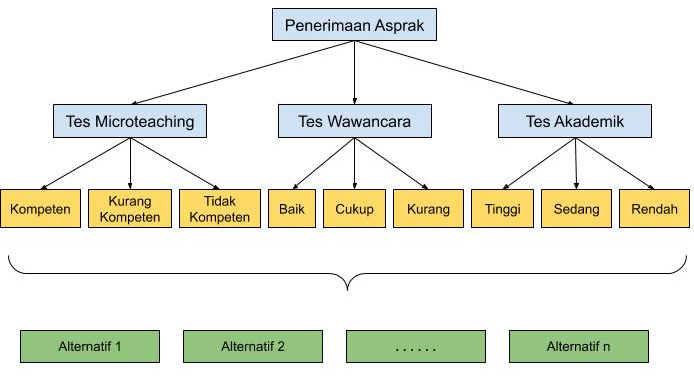 Penerimaan Asprak
Tes Microteaching
Tes Wawancara
Tes Akademik
Kompeten
Kurang
Kompeten
Tidak
Kompeten
Baik
Cukup
Kurang
Tinggi
Sedang
Rendah
Alternatif 1
Alternatif 2
......
Alternatif n